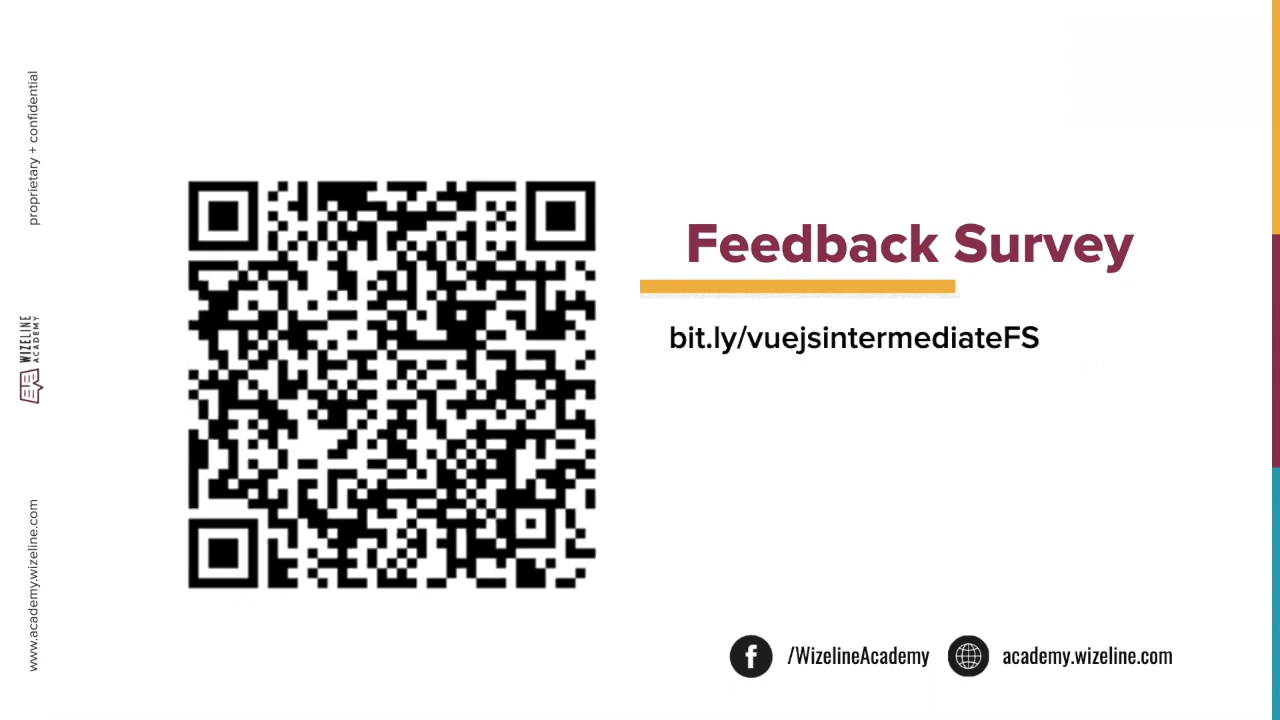 proprietary + confidential
WIZELINE
ACADEMY
www.academy.wizeline.com
Feedback Survey
bit.ly/vuejsintermediateFS
/WizelineAcademy
academy.wizeline.com